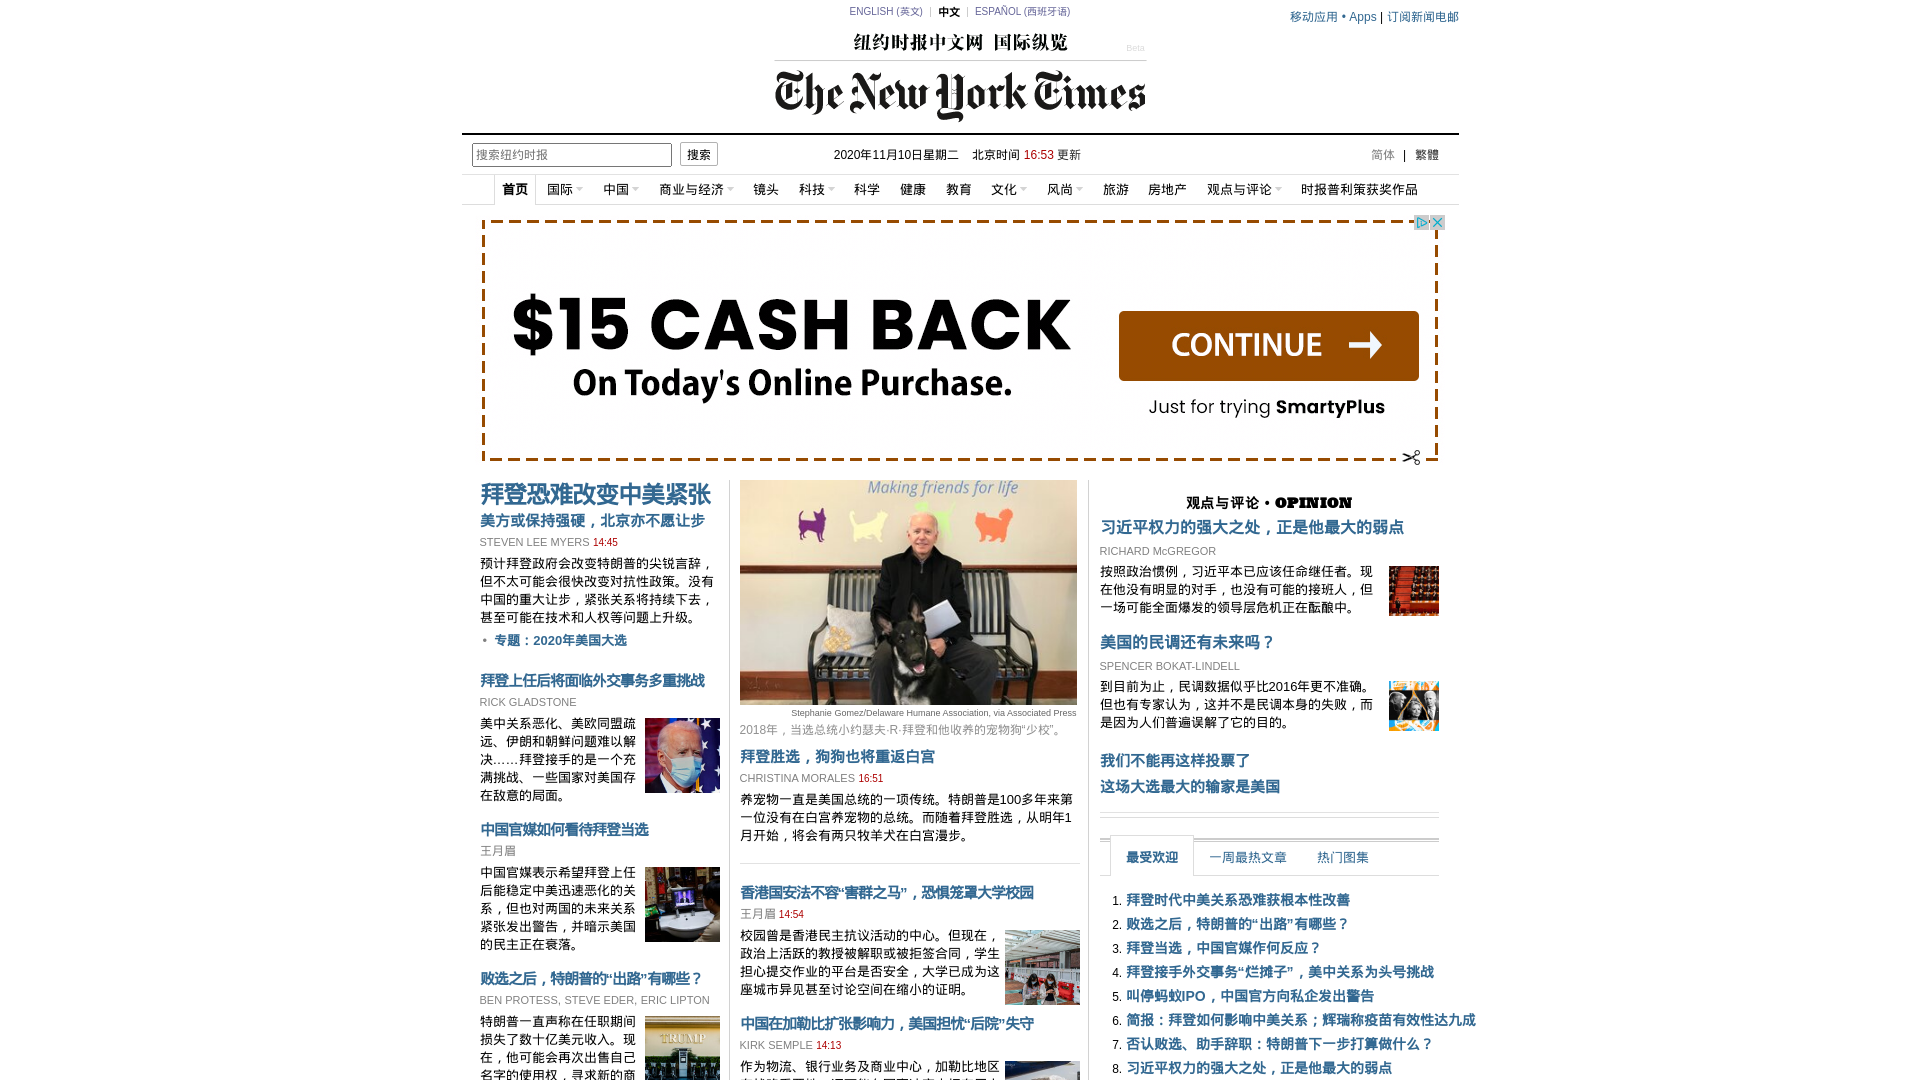 ENGLISH (英文) 中文 ESPAÑOL (西班牙语)
移动应用 • Apps | 订阅新闻电邮
纽约时报中文网 国际纵览
Beta
The New York Times
搜索纽约时报 搜索
2020年11月10日星期二 北京时间 16:53 更新
简体 | 繁體
首页 国际 中国 商业与经济 镜头 科技 科学 健康 教育 文化 风尚 旅游 房地产 观点与评论 时报普利策获奖作品
$15 CASH BACK
On Today's Online Purchase.
CONTINUE
Just for trying SmartyPlus
拜登恐难改变中美紧张
美方或保持强硬，北京亦不愿让步
STEVEN LEE MYERS 14:45
预计拜登政府会改变特朗普的尖锐言辞，
但不太可能会很快改变对抗性政策。没有
中国的重大让步，紧张关系将持续下去，
甚至可能在技术和人权等问题上升级。
• 专题：2020年美国大选
拜登上任后将面临外交事务多重挑战
RICK GLADSTONE
美中关系恶化、美欧同盟疏
远、伊朗和朝鲜问题难以解
决……拜登接手的是一个充
满挑战、一些国家对美国存
在敌意的局面。
中国官媒如何看待拜登当选
王月眉
中国官媒表示希望拜登上任
后能稳定中美迅速恶化的关
系，但也对两国的未来关系
紧张发出警告，并暗示美国
的民主正在衰落。
败选之后，特朗普的“出路”有哪些？
BEN PROTESS, STEVE EDER, ERIC LIPTON
特朗普一直声称在任职期间
损失了数十亿美元收入。现
在，他可能会再次出售自己
名字的使用权，寻求新的商
TRUMP
Making friends for life
Stephanie Gomez/Delaware Humane Association, via Associated Press
2018年，当选总统小约瑟夫·R·拜登和他收养的宠物狗“少校”。
拜登胜选，狗狗也将重返白宫
CHRISTINA MORALES 16:51
养宠物一直是美国总统的一项传统。特朗普是100多年来第
一位没有在白宫养宠物的总统。而随着拜登胜选，从明年1
月开始，将会有两只牧羊犬在白宫漫步。
香港国安法不容“害群之马”，恐惧笼罩大学校园
王月眉 14:54
校园曾是香港民主抗议活动的中心。但现在，
政治上活跃的教授被解职或被拒签合同，学生
担心提交作业的平台是否安全，大学已成为这
座城市异见甚至讨论空间在缩小的证明。
中国在加勒比扩张影响力，美国担忧“后院”失守
KIRK SEMPLE 14:13
作为物流、银行业务及商业中心，加勒比地区
观点与评论 • OPINION
习近平权力的强大之处，正是他最大的弱点
RICHARD McGREGOR
按照政治惯例，习近平本已应该任命继任者。现
在他没有明显的对手，也没有可能的接班人，但
一场可能全面爆发的领导层危机正在酝酿中。
美国的民调还有未来吗？
SPENCER BOKAT-LINDELL
到目前为止，民调数据似乎比2016年更不准确。
但也有专家认为，这并不是民调本身的失败，而
是因为人们普遍误解了它的目的。
我们不能再这样投票了
这场大选最大的输家是美国
最受欢迎 一周最热文章 热门图集
1. 拜登时代中美关系恐难获根本性改善
2. 败选之后，特朗普的“出路”有哪些？
3. 拜登当选，中国官媒作何反应？
4. 拜登接手外交事务“烂摊子”，美中关系为头号挑战
5. 叫停蚂蚁IPO，中国官方向私企发出警告
6. 简报：拜登如何影响中美关系；辉瑞称疫苗有效性达九成
7. 否认败选、助手辞职：特朗普下一步打算做什么？
8. 习近平权力的强大之处，正是他最大的弱点